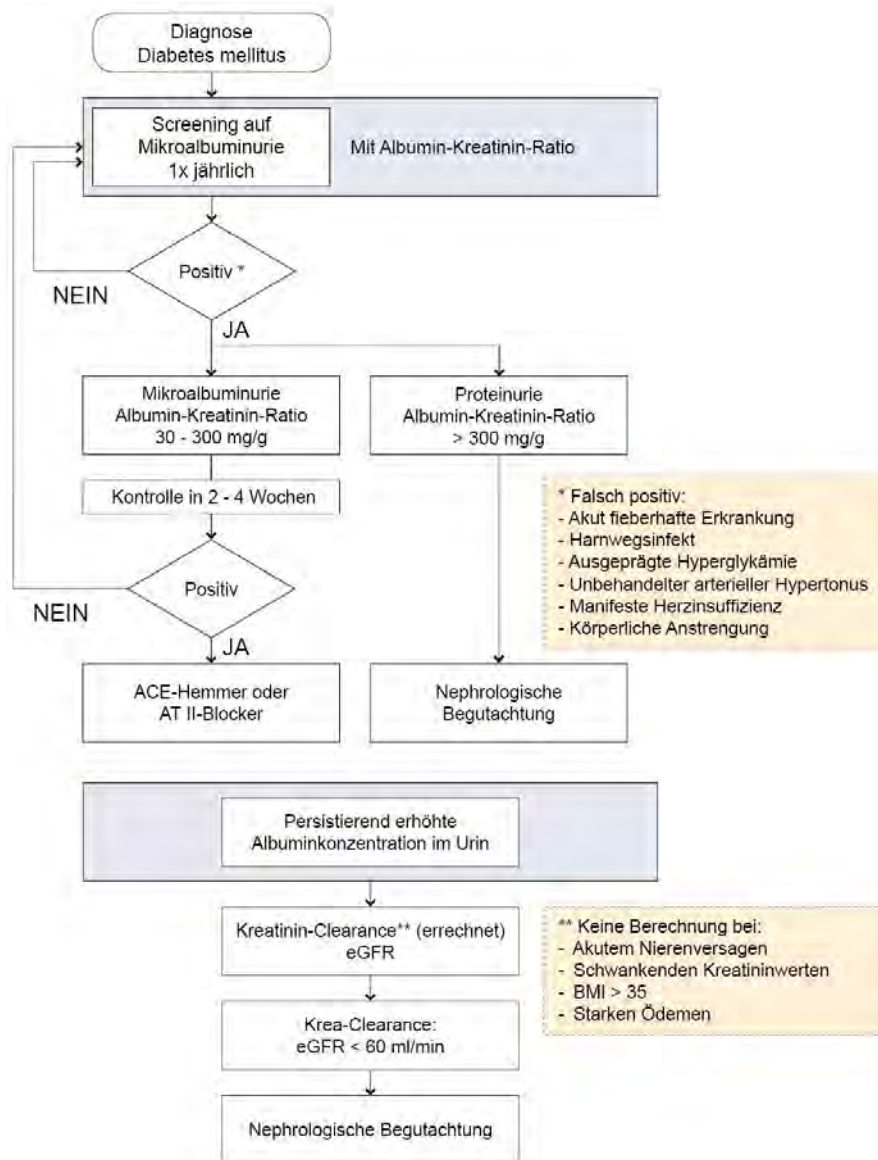 Diagnose
Diabetes mellitus
Screening auf
Mikroalbuminurie
1x jährlich
Mit Albumin-Kreatinin-Ratio
Positiv *
NEIN
JA
Mikroalbuminurie
Albumin-Kreatinin-Ratio
30 - 300 mg/g
Proteinurie
Albumin-Kreatinin-Ratio
> 300 mg/g
Kontrolle in 2 - 4 Wochen
* Falsch positiv:
- Akut fieberhafte Erkrankung
- Harnwegsinfekt
- Ausgeprägte Hyperglykämie
- Unbehandelter arterieller Hypertonus
- Manifeste Herzinsuffizienz
- Körperliche Anstrengung
Positiv
NEIN
JA
ACE-Hemmer oder
AT II-Blocker
Nephrologische
Begutachtung
Persistierend erhöhte
Albuminkonzentration im Urin
Kreatinin-Clearance** (errechnet)
eGFR
** Keine Berechnung bei:
- Akutem Nierenversagen
- Schwankenden Kreatininwerten
- BMI > 35
- Starken Ödemen
Krea-Clearance:
eGFR < 60 ml/min
Nephrologische Begutachtung